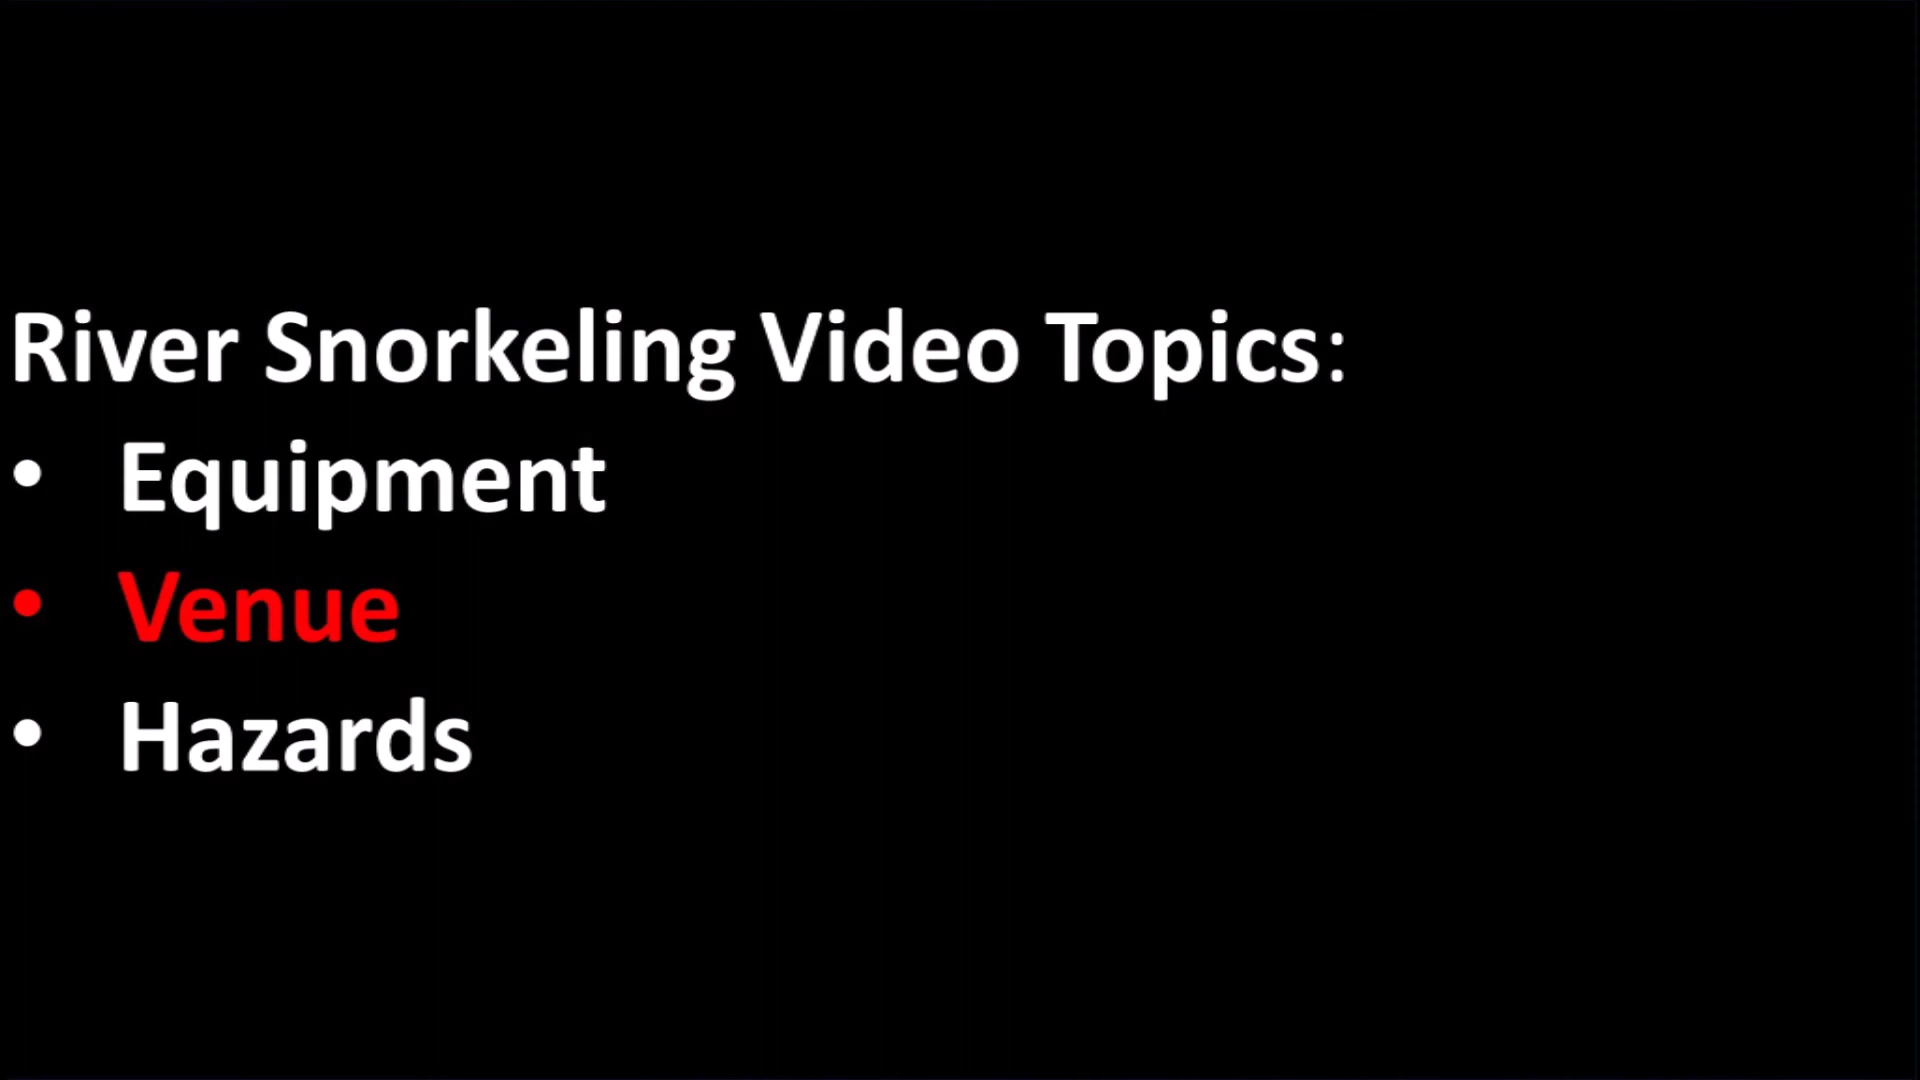 River Snorkeling Video Topics:
• Equipment
• Venue
• Hazards